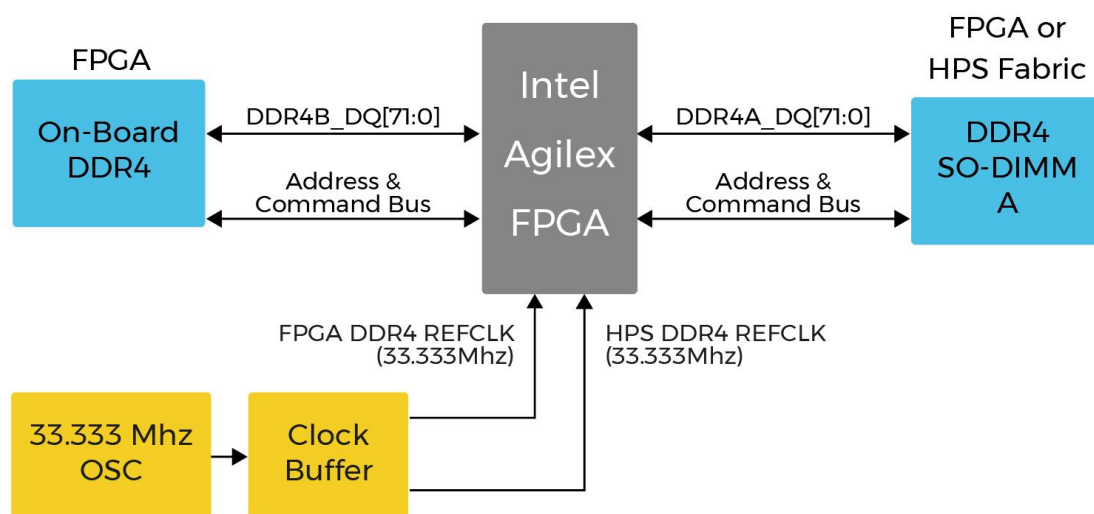 FPGA
On-Board
DDR4
DDR4B_DQ[71:0]
Address &
Command Bus
Intel
Agilex
FPGA
DDR4A_DQ[71:0]
Address &
Command Bus
FPGA or
HPS Fabric
DDR4
SO-DIMM
A
FPGA DDR4 REFCLK
(33.333Mhz)
HPS DDR4 REFCLK
(33.333Mhz)
33.333 Mhz
OSC
Clock
Buffer